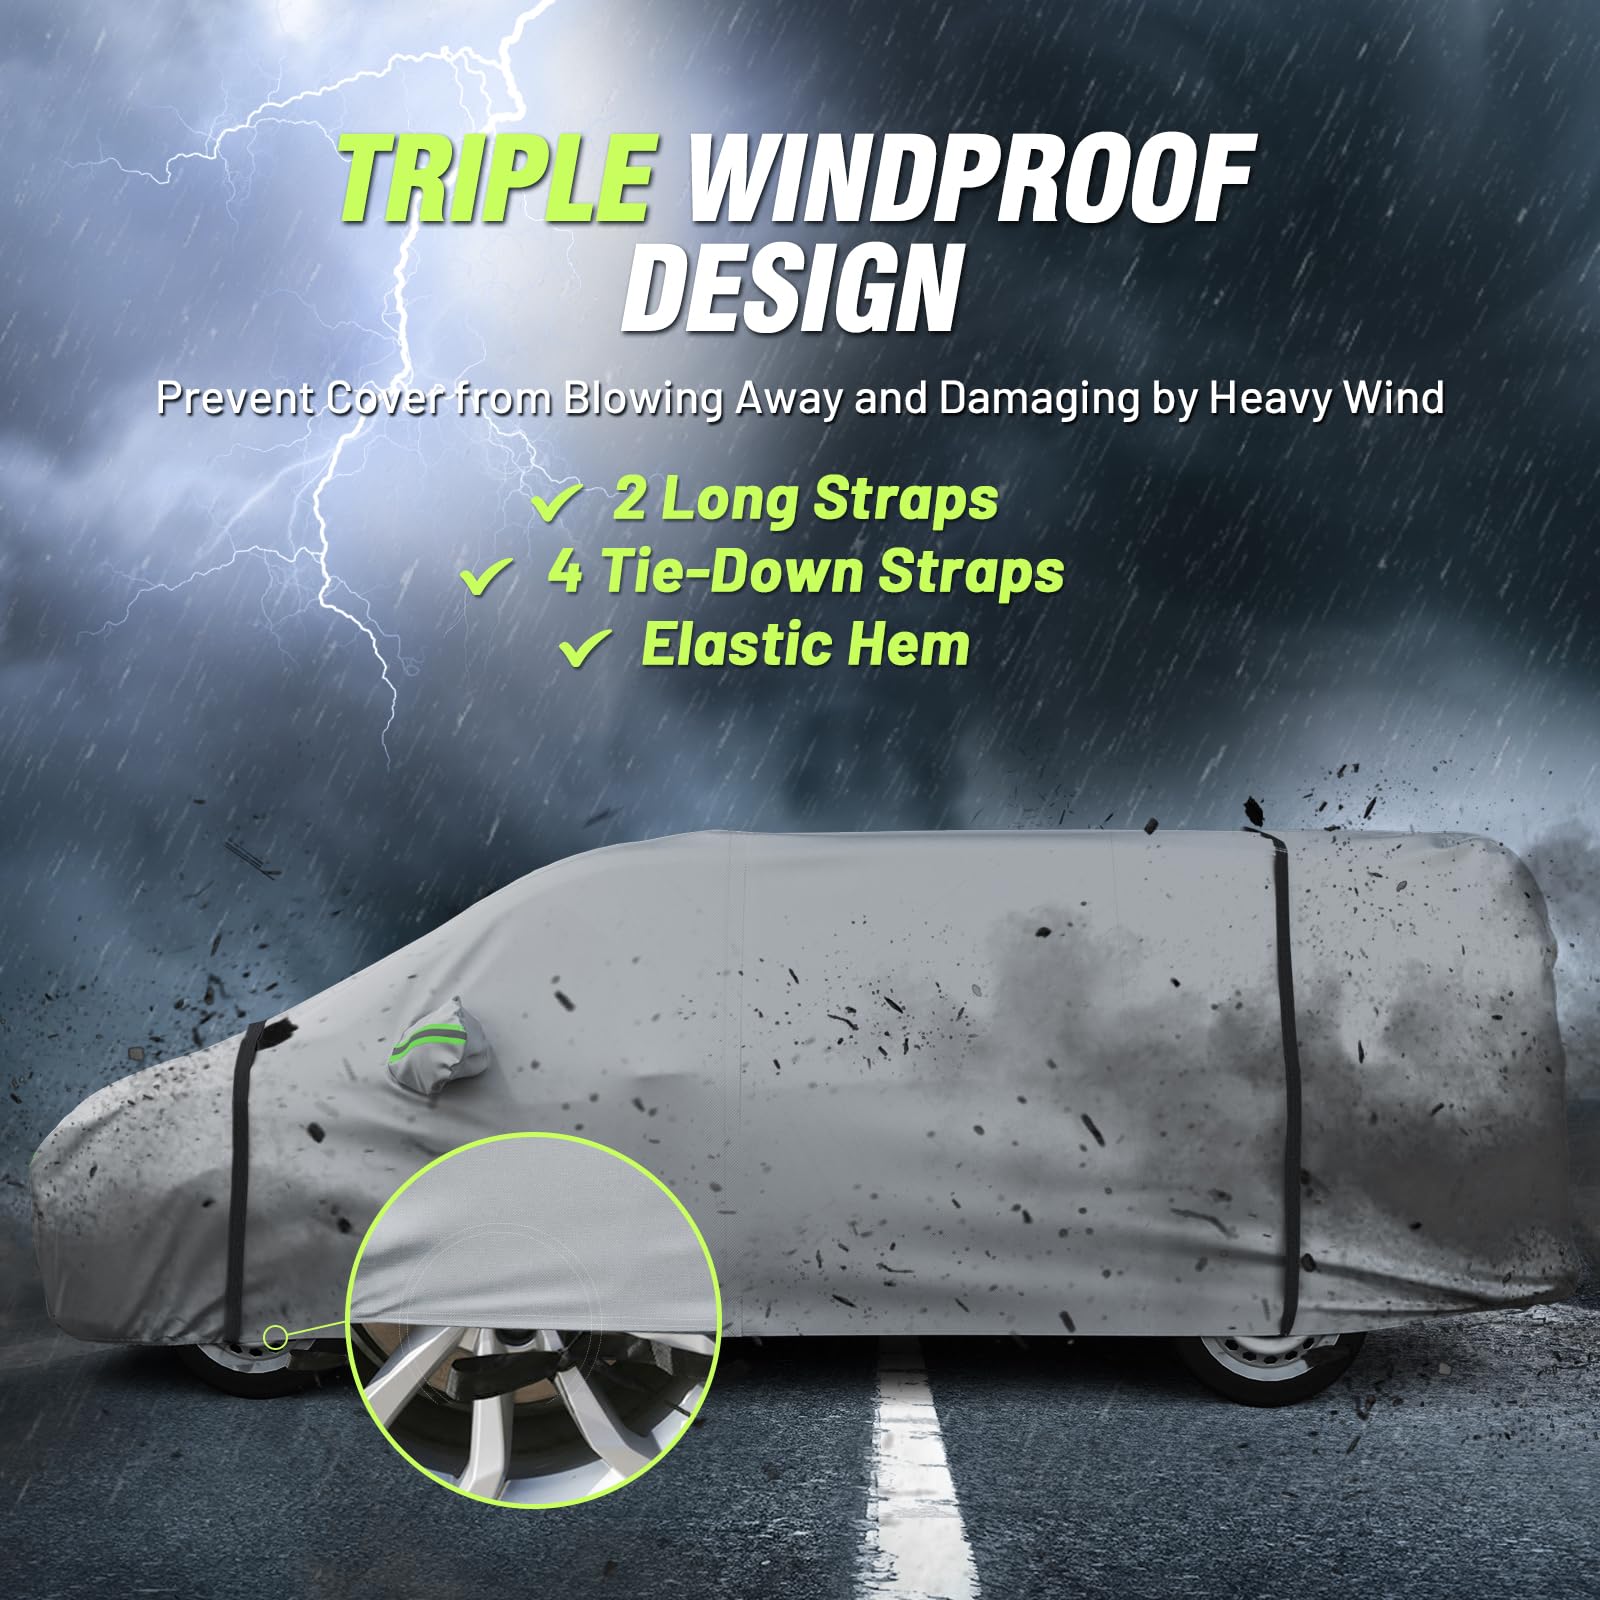 TRIPLE WINDPROOF
DESIGN
Prevent Cover from Blowing Away and Damaging by Heavy Wind
2 Long Straps
4 Tie-Down Straps
Elastic Hem